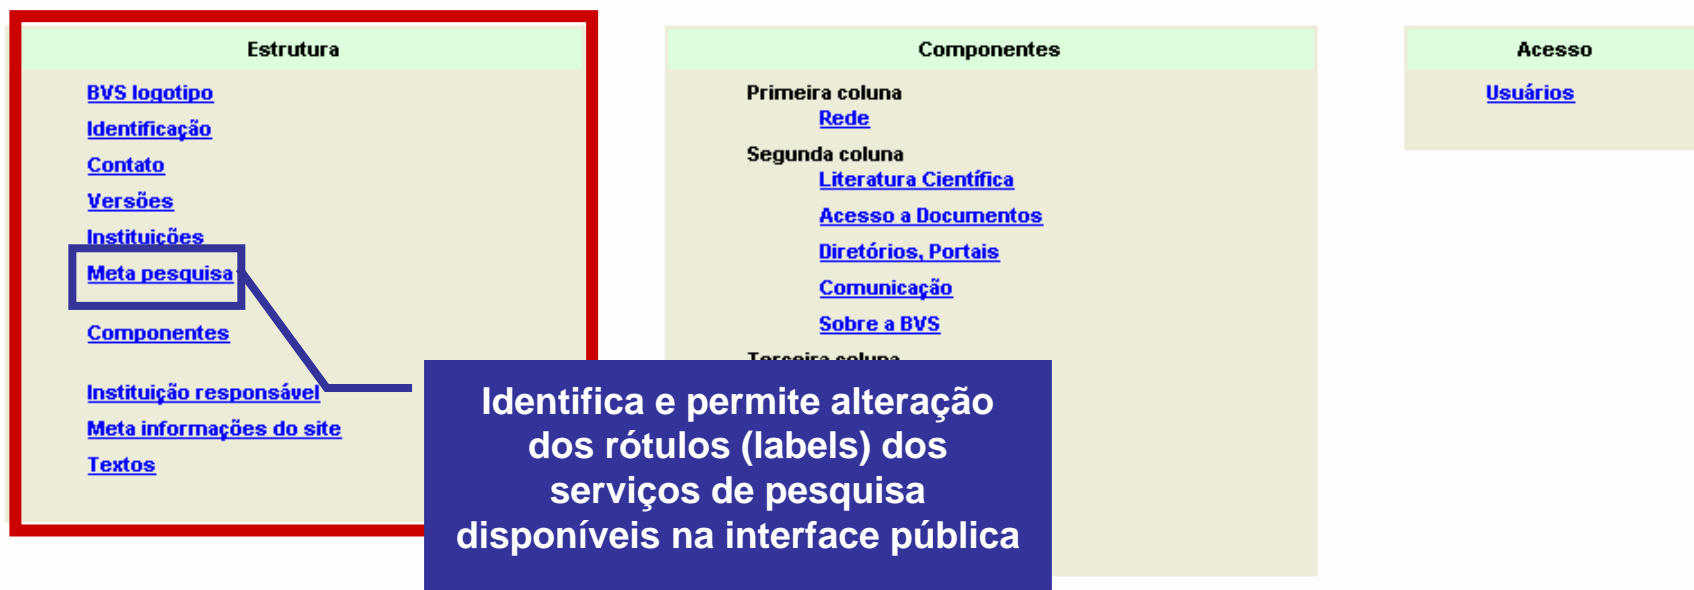 Estrutura
BVS logotipo
Identificação
Contato
Versões
Instituições
Meta pesquisa
Componentes
Instituição responsável
Meta informações do site
Textos
Componentes
Primeira coluna
Rede
Segunda coluna
Literatura Científica
Acesso a Documentos
Diretórios, Portais
Comunicação
Sobre a BVS
Terceira coluna
Acesso
Usuários
Identifica e permite alteração
dos rótulos (labels) dos
serviços de pesquisa
disponíveis na interface pública